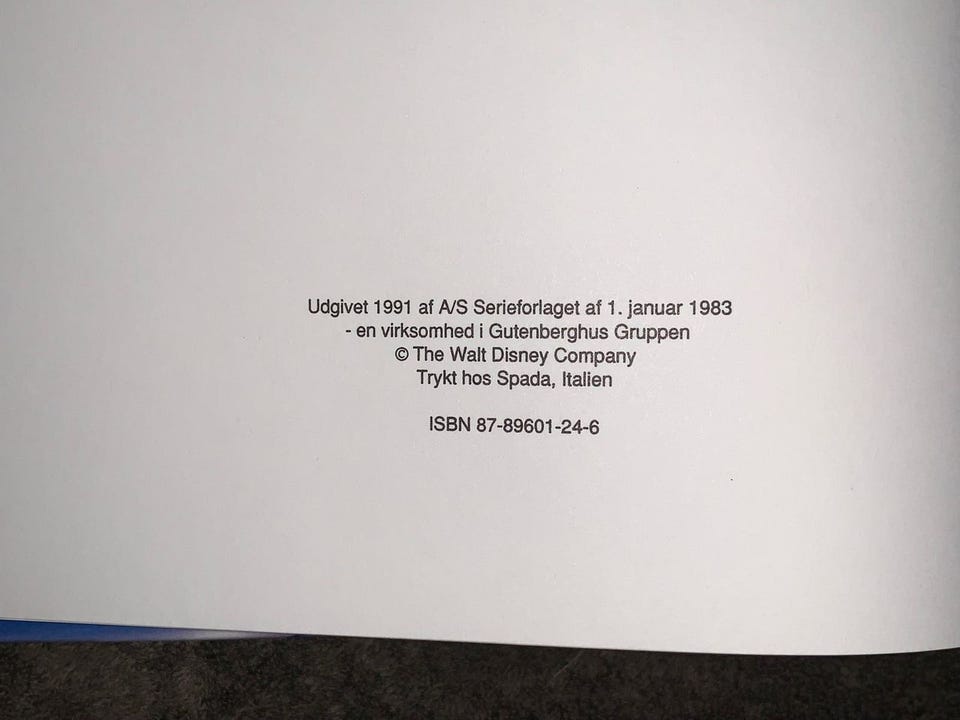 Udgivet 1991 af A/S Serieforlaget af 1. januar 1983
- en virksomhed i Gutenberghus Gruppen
© The Walt Disney Company
Trykt hos Spada, Italien
ISBN 87-89601-24-6